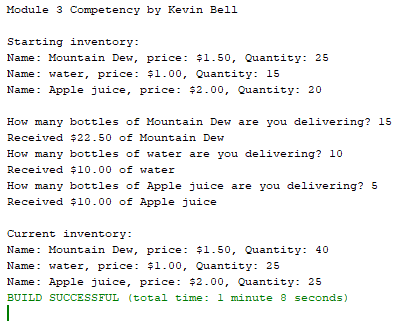 Module 3 Competency by Kevin Bell
Starting inventory:
Name: Mountain Dew, price: $1.50, Quantity: 25
Name: water, price: $1.00, Quantity: 15
Name: Apple juice, price: $2.00, Quantity: 20
How many bottles of Mountain Dew are you delivering? 15
Received $22.50 of Mountain Dew
How many bottles of water are you delivering? 10
Received $10.00 of water
How many bottles of Apple juice are you delivering? 5
Received $10.00 of Apple juice
Current inventory:
Name: Mountain Dew, price: $1.50, Quantity: 40
Name: water, price: $1.00, Quantity: 25
Name: Apple juice, price: $2.00, Quantity: 25
BUILD SUCCESSFUL (total time: 1 minute 8 seconds)